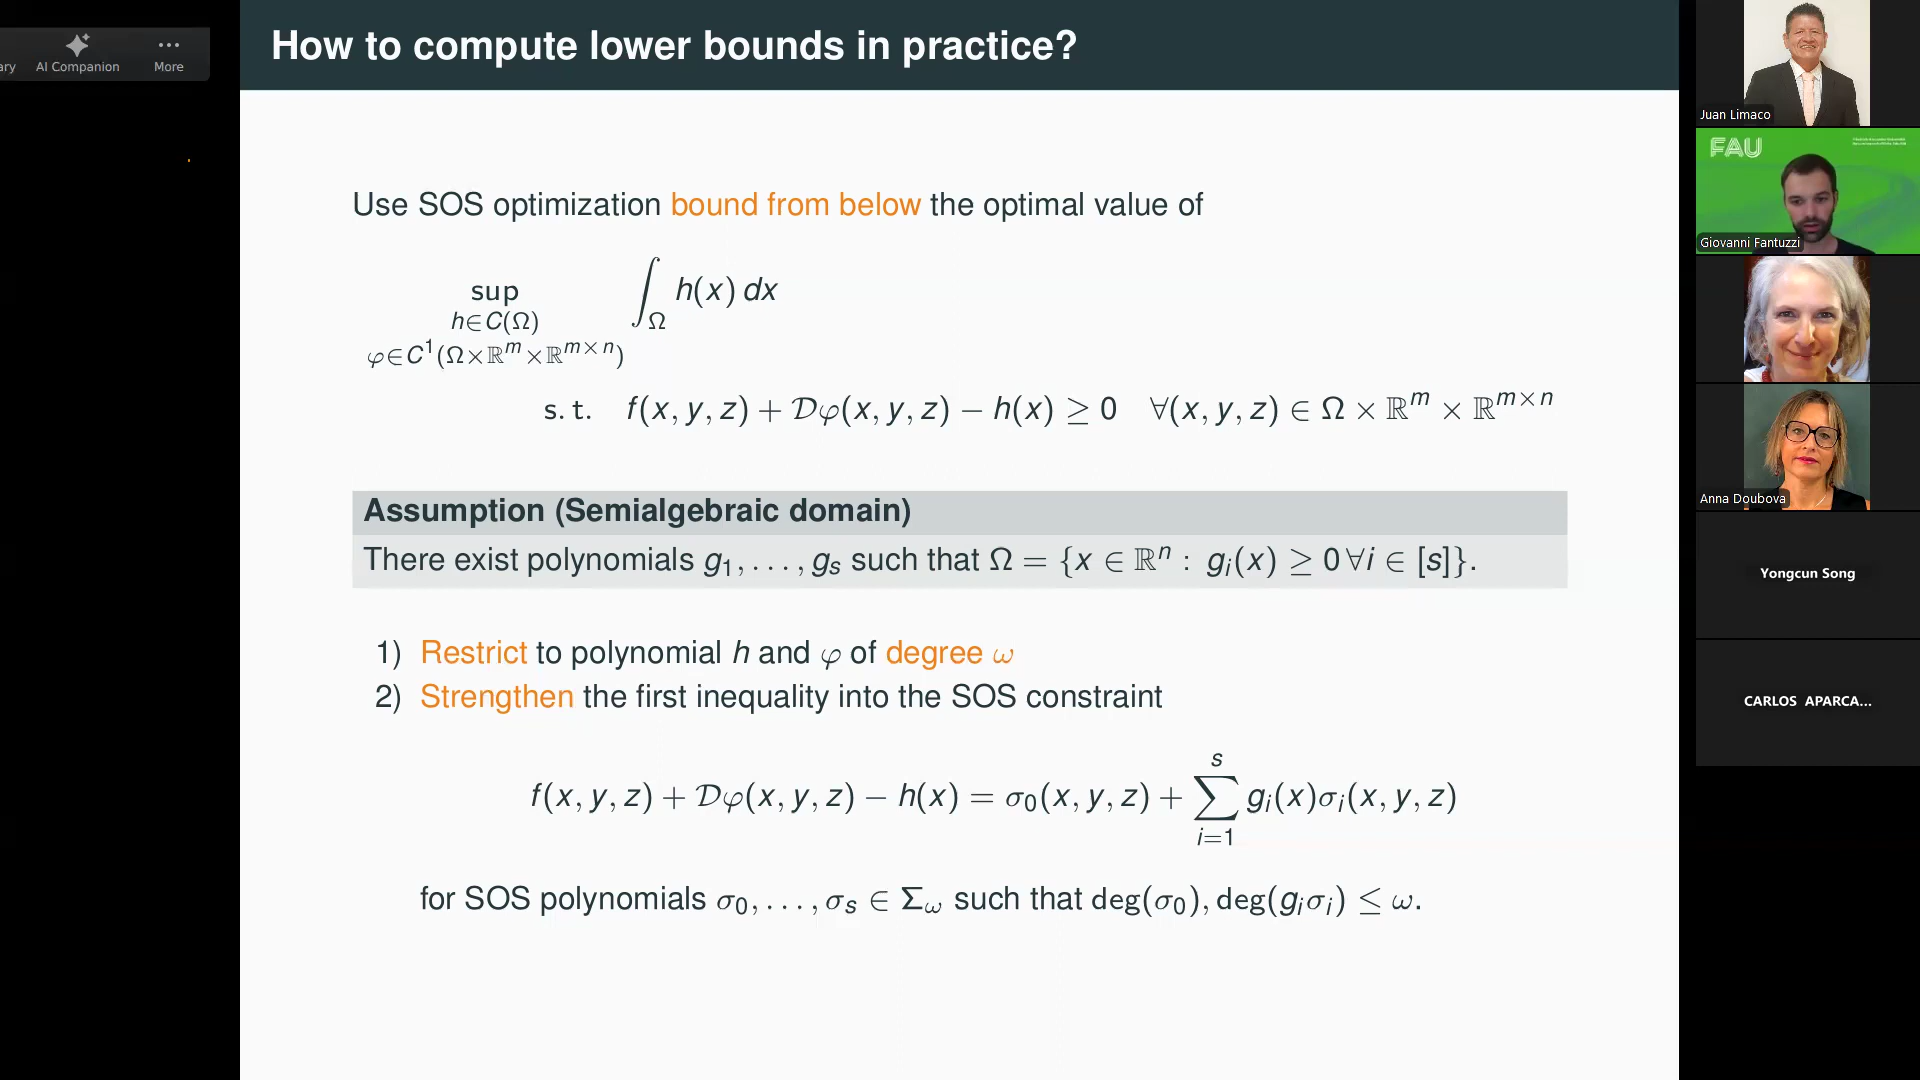 How to compute lower bounds in practice?
ary AI Companion More
Use SOS optimization bound from below the optimal value of
sup ∫_Ω h(x) dx
h∈C(Ω)
φ∈C¹(Ω×ℝᵐ×ℝᵐˣⁿ)
s. t. f(x, y, z) + 𝒟φ(x, y, z) − h(x) ≥ 0 ∀(x, y, z) ∈ Ω × ℝᵐ × ℝᵐˣⁿ
Assumption (Semialgebraic domain)
There exist polynomials g₁, . . . , gₛ such that Ω = {x ∈ ℝⁿ : gᵢ(x) ≥ 0 ∀i ∈ [s]}.
1) Restrict to polynomial h and φ of degree ω
2) Strengthen the first inequality into the SOS constraint
f(x, y, z) + 𝒟φ(x, y, z) − h(x) = σ₀(x, y, z) + ∑_{i=1}^{s} gᵢ(x)σᵢ(x, y, z)
for SOS polynomials σ₀, . . . , σₛ ∈ Σ_ω such that deg(σ₀), deg(gᵢσᵢ) ≤ ω.
Juan Limaco
FAU
Giovanni Fantuzzi
Anna Doubova
Yongcun Song
CARLOS APARCA...